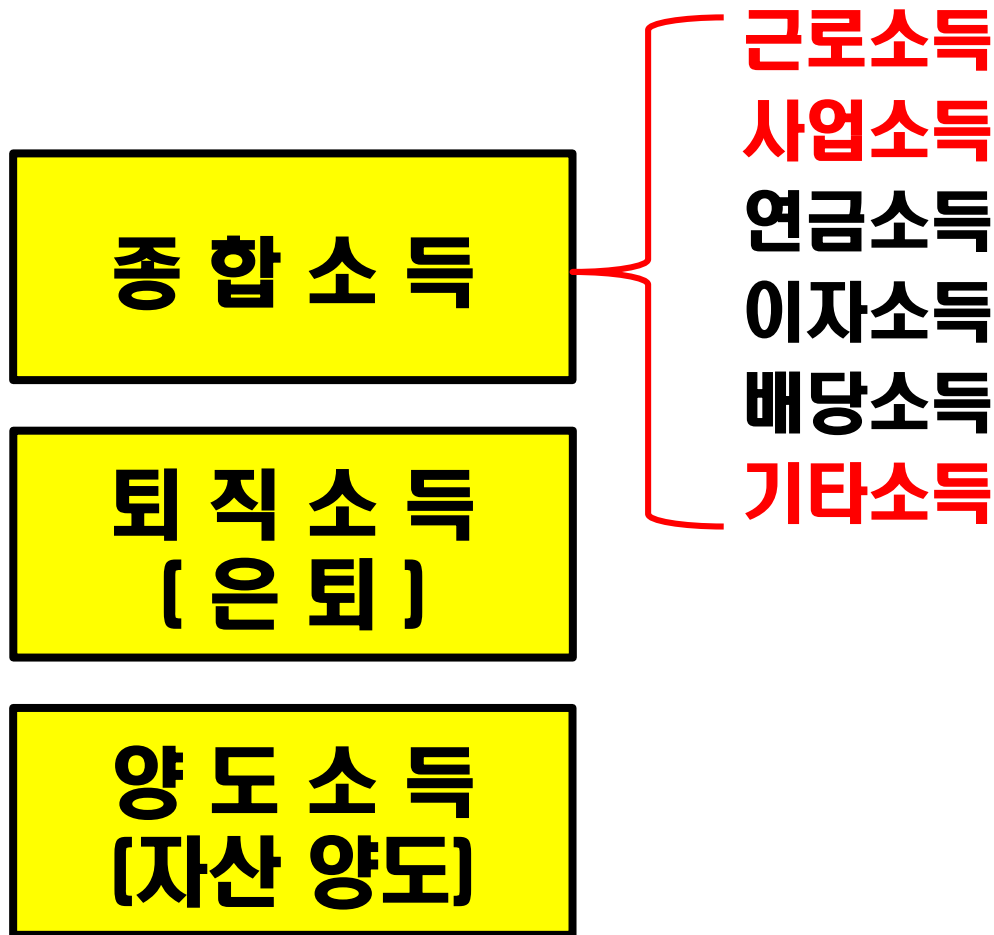 종합소득
근로소득
사업소득
연금소득
이자소득
배당소득
기타소득
퇴직소득
(은퇴)
양도소득
(자산 양도)